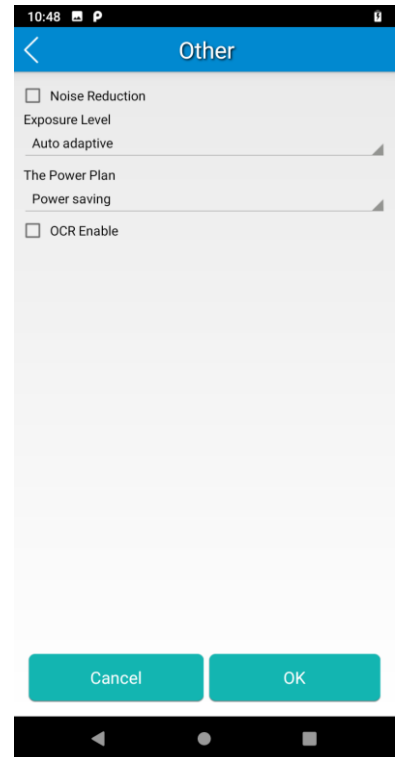 10:48
Other
Noise Reduction
Exposure Level
Auto adaptive
The Power Plan
Power saving
OCR Enable
Cancel OK